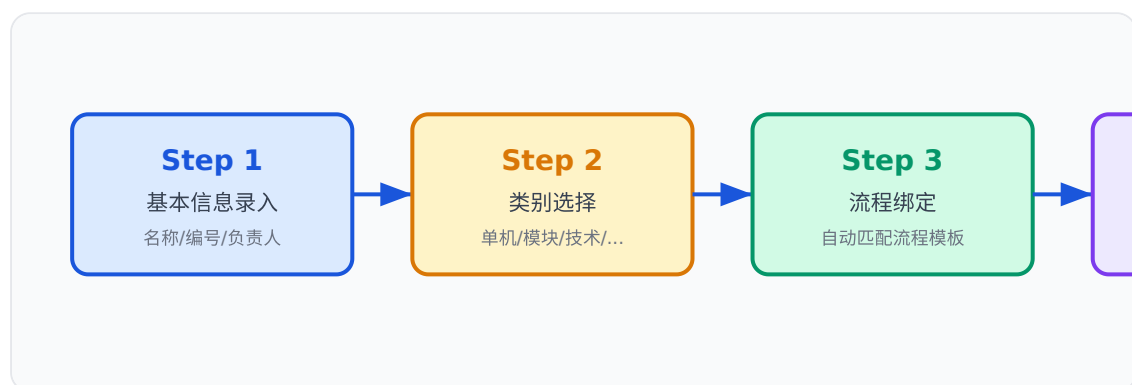 Step 1
基本信息录入
名称/编号/负责人
Step 2
类别选择
单机/模块/技术/...
Step 3
流程绑定
自动匹配流程模板